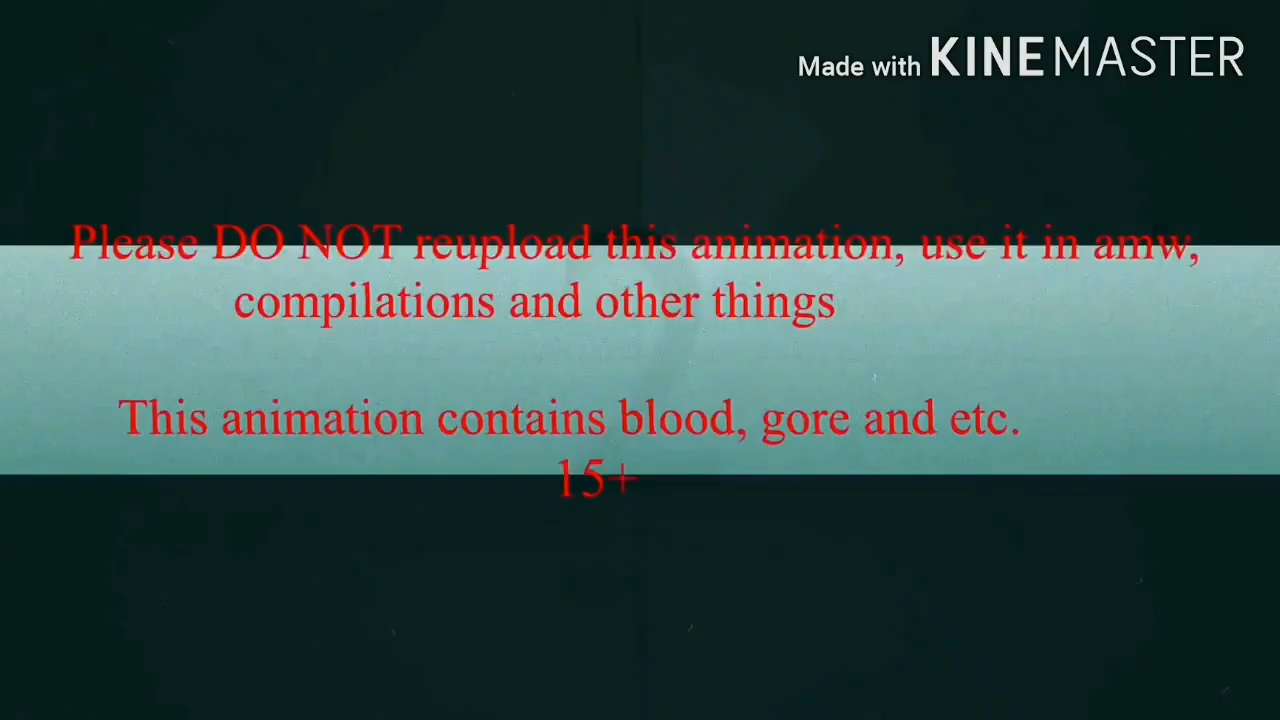 Made with KINEMASTER
Please DO NOT reupload this animation, use it in amw,
compilations and other things
This animation contains blood, gore and etc.
15+